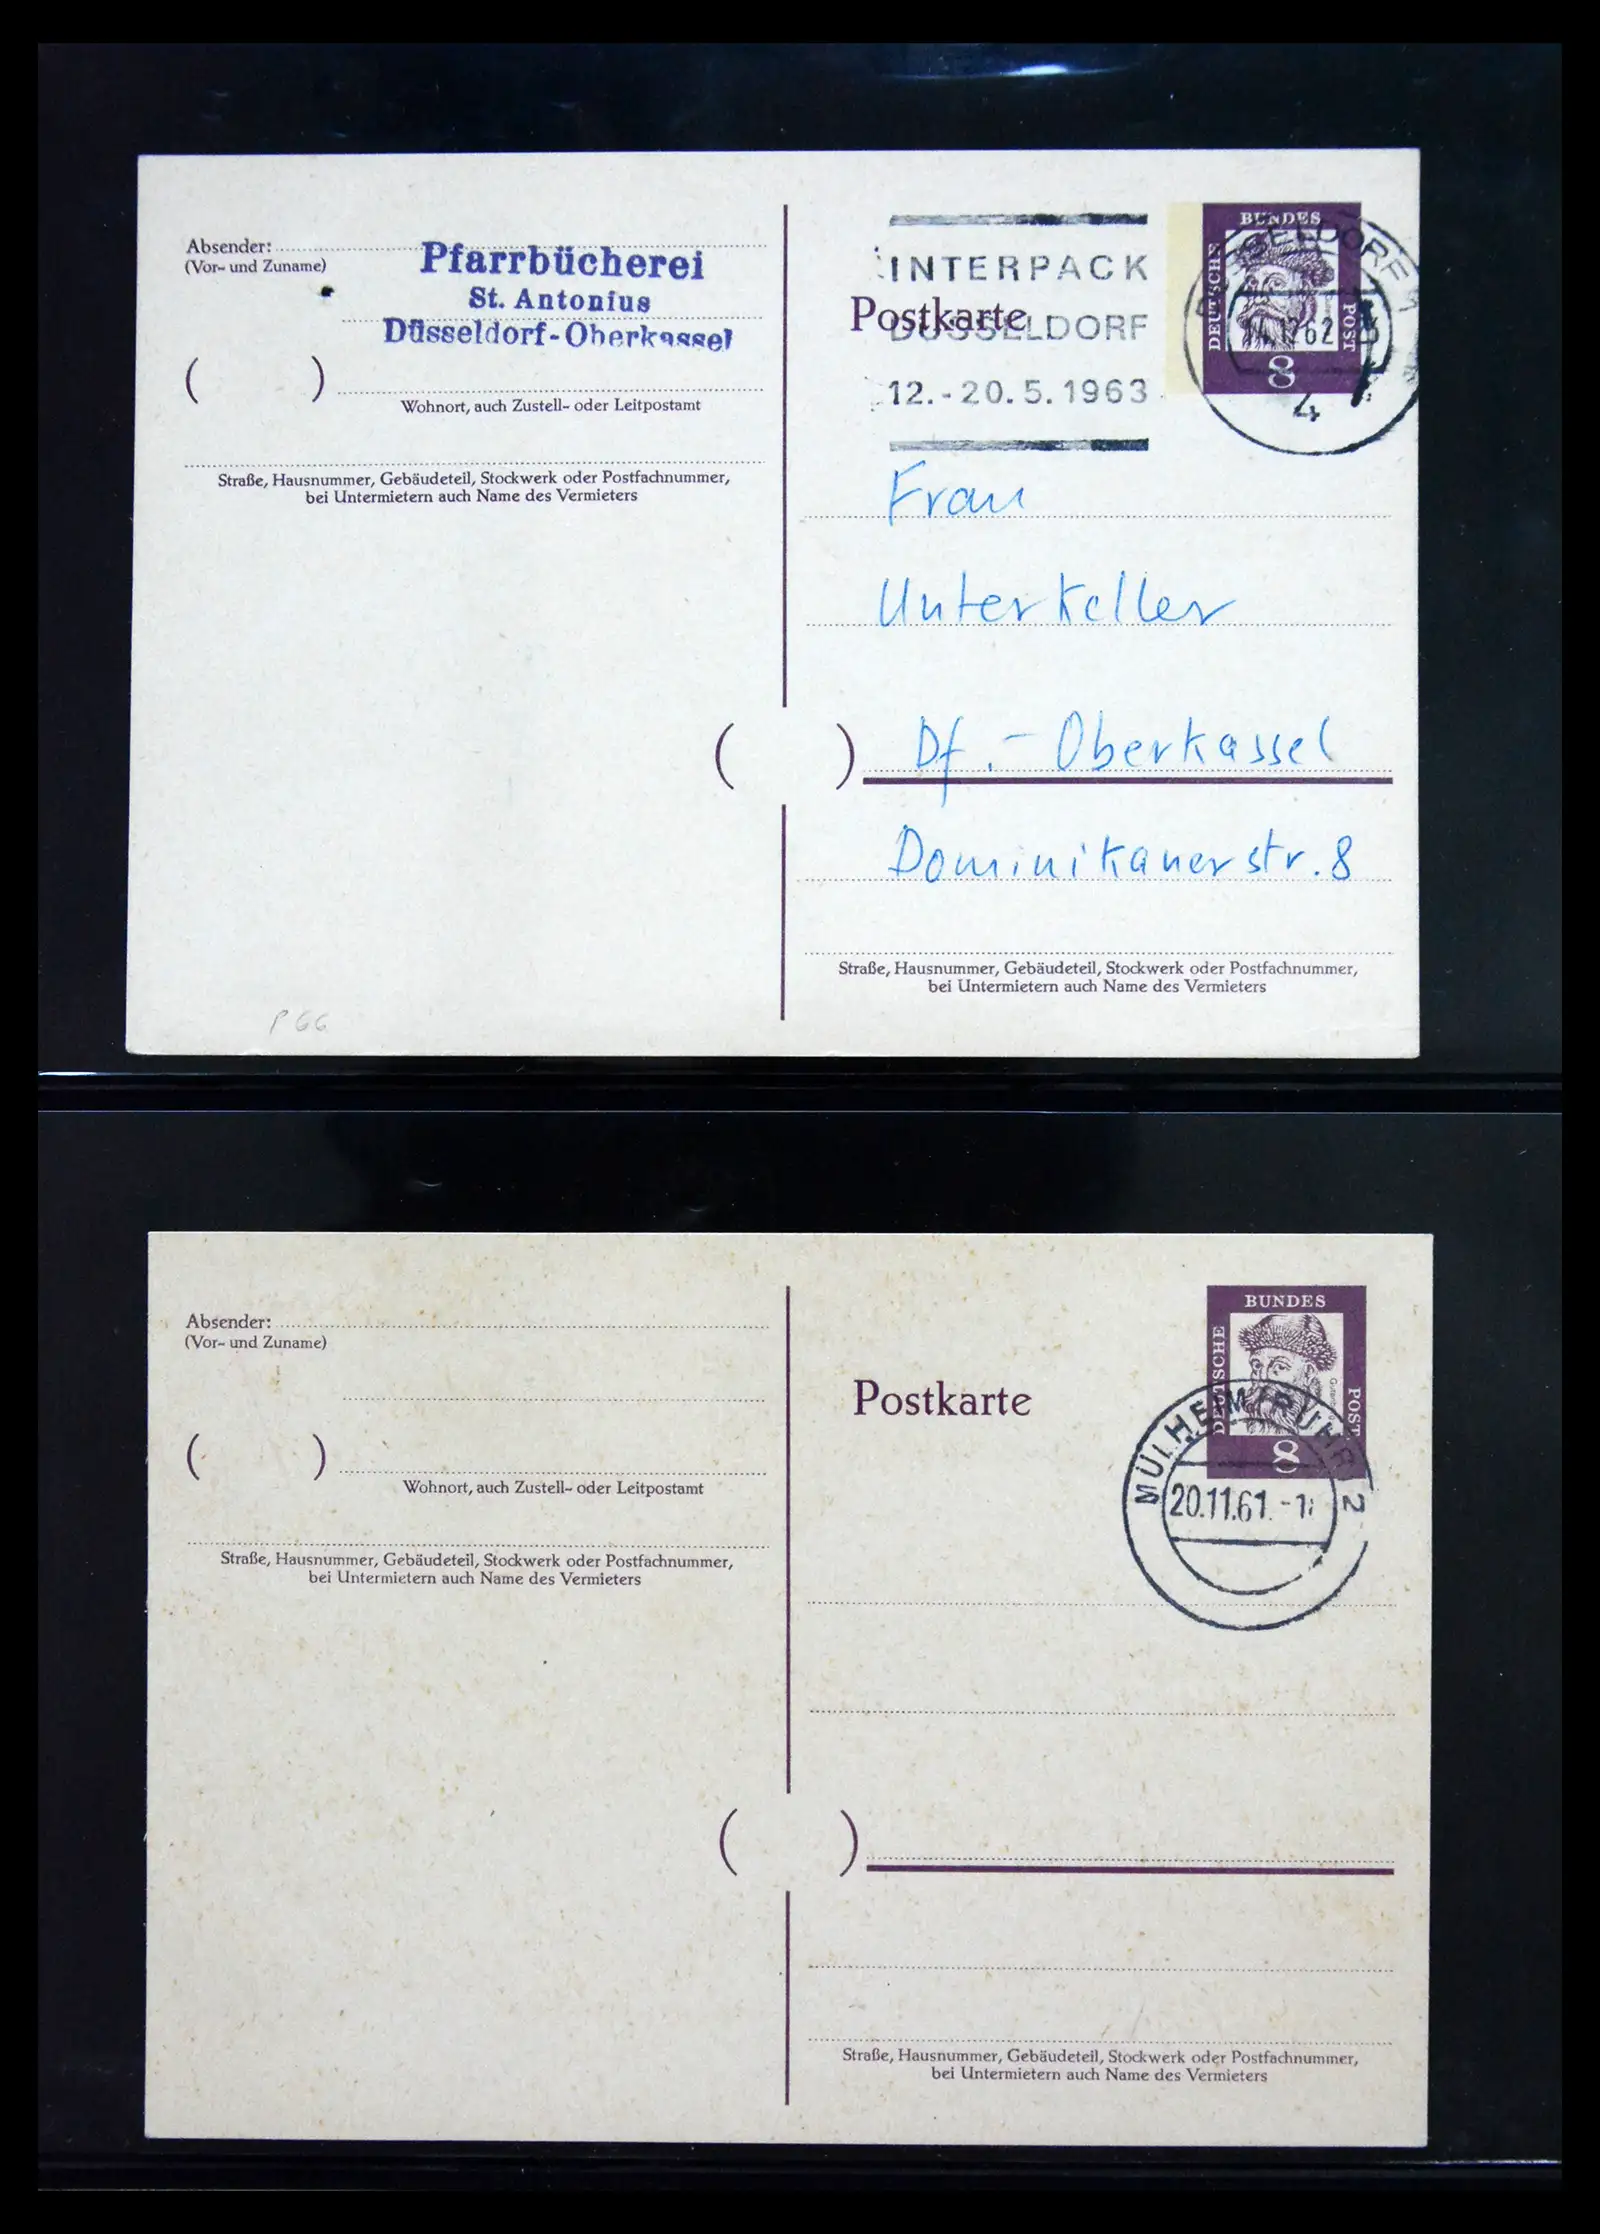 Absender:
(Vor- und Zuname)
Pfarrbücherei
St. Antonius
Düsseldorf-Oberkassel
( )
Wohnort, auch Zustell- oder Leitpostamt
Straße, Hausnummer, Gebäudeteil, Stockwerk oder Postfachnummer,
bei Untermietern auch Name des Vermieters
P 66
INTERPACK
DÜSSELDORF
12.-20.5.1963
Postkarte
DEUTSCHE
BUNDES
POST
8
DÜSSELDORF
4
Frau
Unterkeller
( ) Df.-Oberkassel
Dominikanerstr. 8
Straße, Hausnummer, Gebäudeteil, Stockwerk oder Postfachnummer,
bei Untermietern auch Name des Vermieters
Absender:
(Vor- und Zuname)
( )
Wohnort, auch Zustell- oder Leitpostamt
Straße, Hausnummer, Gebäudeteil, Stockwerk oder Postfachnummer,
bei Untermietern auch Name des Vermieters
Postkarte
DEUTSCHE
BUNDES
POST
8
MÜLHEIM/RUHR 2
20.11.61.
( )
Straße, Hausnummer, Gebäudeteil, Stockwerk oder Postfachnummer,
bei Untermietern auch Name des Vermieters